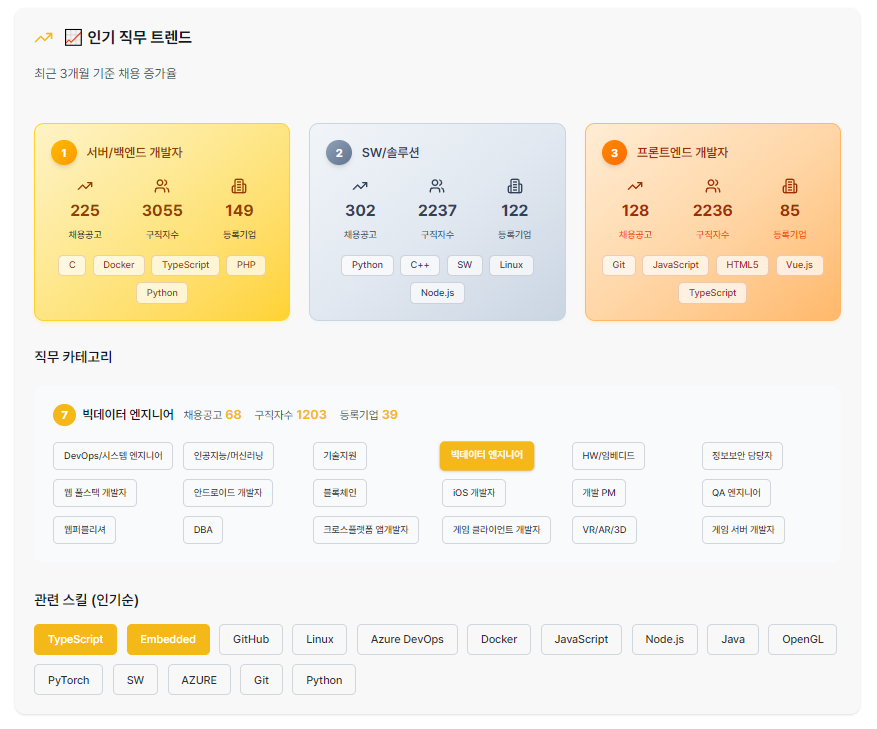 📈 인기 직무 트렌드
최근 3개월 기준 채용 증가율
1 서버/백엔드 개발자
225 3055 149
채용공고 구직자수 등록기업
C Docker TypeScript PHP
Python
2 SW/솔루션
302 2237 122
채용공고 구직자수 등록기업
Python C++ SW Linux
Node.js
3 프론트엔드 개발자
128 2236 85
채용공고 구직자수 등록기업
Git JavaScript HTML5 Vue.js
TypeScript
직무 카테고리
7 빅데이터 엔지니어 채용공고 68 구직자수 1203 등록기업 39
DevOps/시스템 엔지니어 인공지능/머신러닝 기술지원 빅데이터 엔지니어 HW/임베디드 정보보안 담당자
웹 풀스택 개발자 안드로이드 개발자 블록체인 iOS 개발자 개발 PM QA 엔지니어
웹퍼블리셔 DBA 크로스플랫폼 앱개발자 게임 클라이언트 개발자 VR/AR/3D 게임 서버 개발자
관련 스킬 (인기순)
TypeScript Embedded GitHub Linux Azure DevOps Docker JavaScript Node.js Java OpenGL
PyTorch SW AZURE Git Python